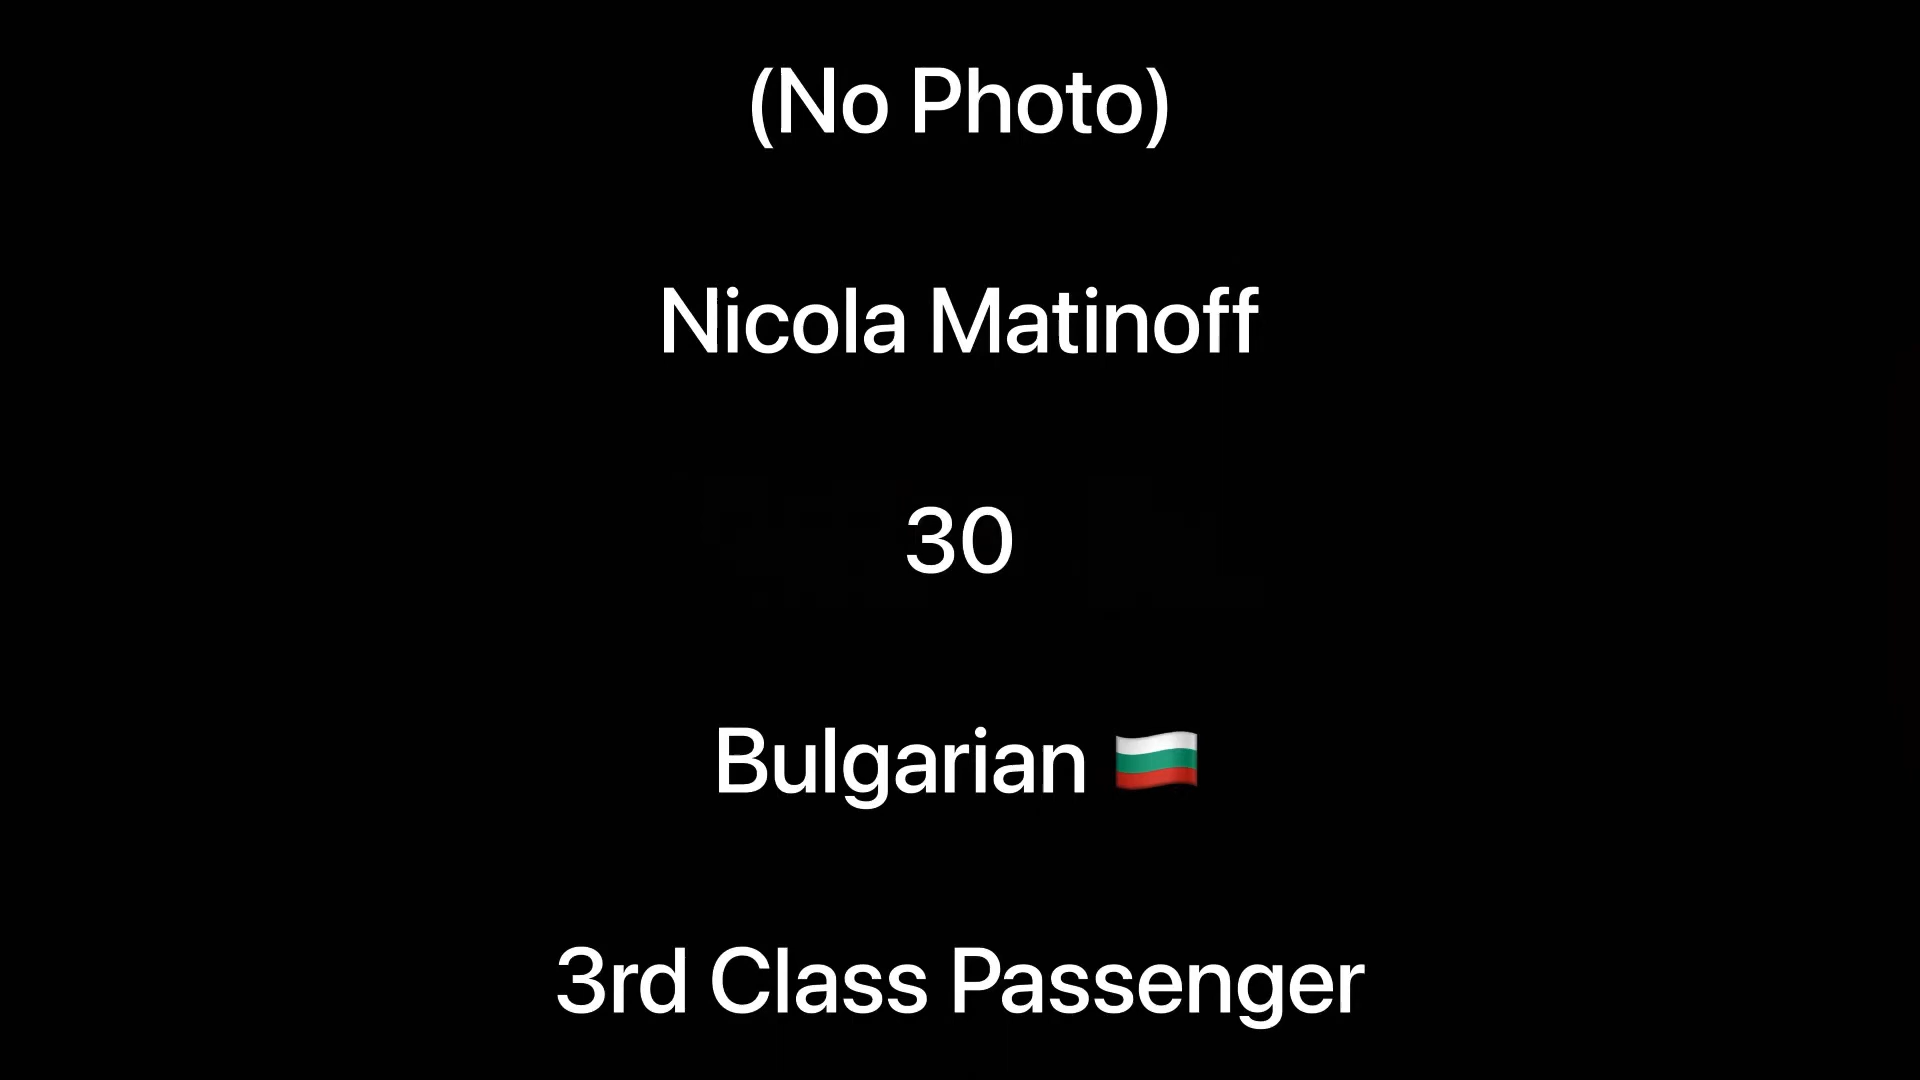 (No Photo)
Nicola Matinoff
30
Bulgarian 🇧🇬
3rd Class Passenger